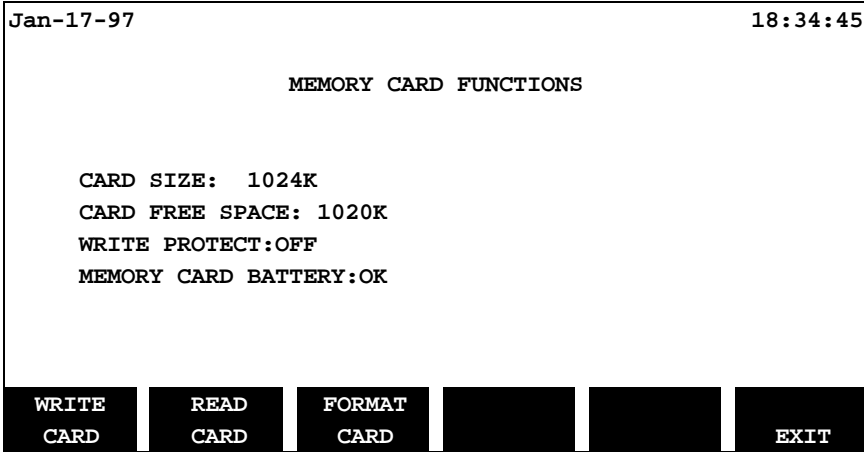 Jan-17-97 18:34:45
MEMORY CARD FUNCTIONS
CARD SIZE: 1024K
CARD FREE SPACE: 1020K
WRITE PROTECT:OFF
MEMORY CARD BATTERY:OK
WRITE READ FORMAT
CARD CARD CARD EXIT